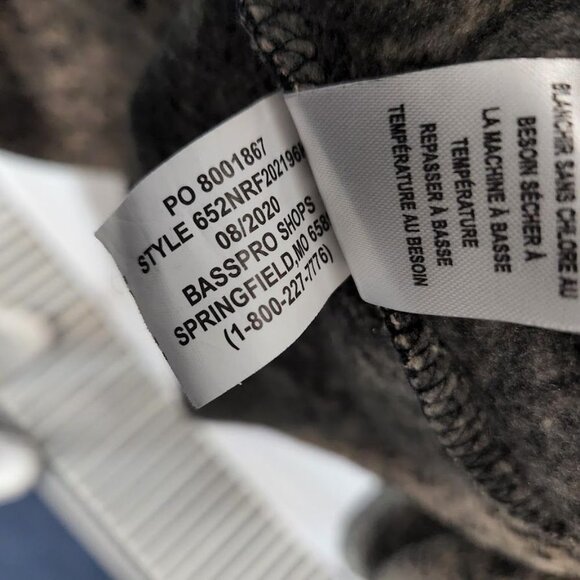 PO 8001867
STYLE 652NRF202196
08/2020
BASSPRO SHOPS
SPRINGFIELD, MO 658
(1-800-227-7776)
BLANCHIR SANS CHLORE AU
BESOIN SÉCHER À
LA MACHINE À BASSE
TEMPÉRATURE
REPASSER À BASSE
TEMPÉRATURE AU BESOIN